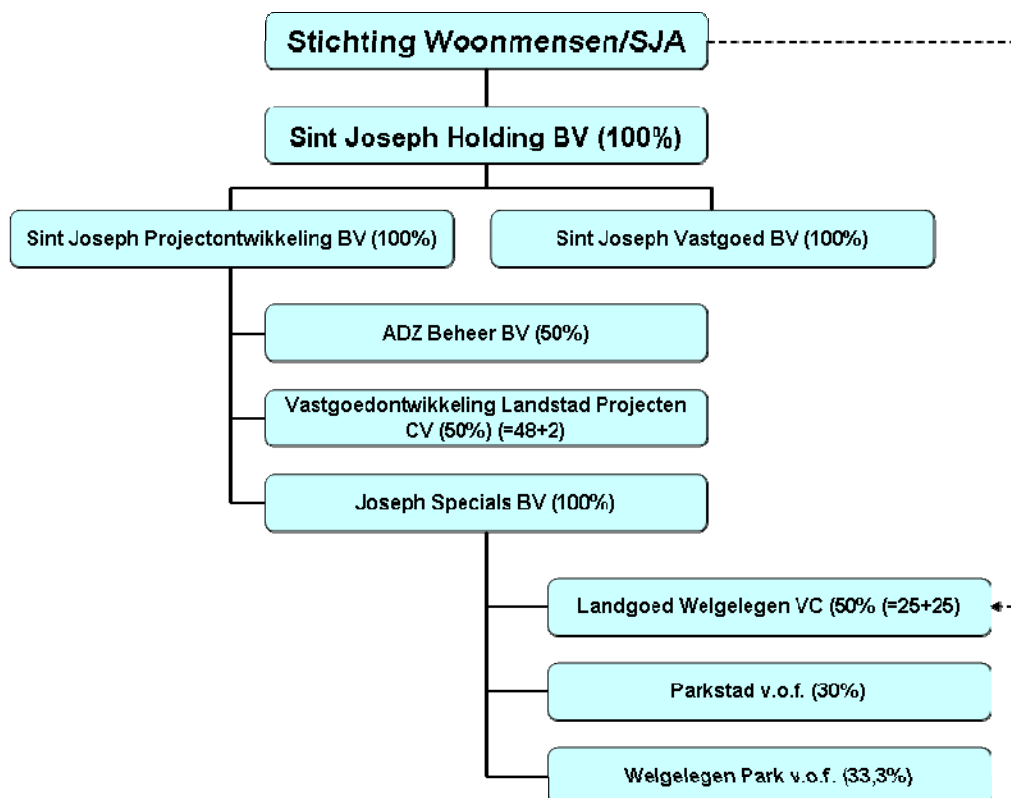 Stichting Woonmensen/SJA
Sint Joseph Holding BV (100%)
Sint Joseph Projectontwikkeling BV (100%)
Sint Joseph Vastgoed BV (100%)
ADZ Beheer BV (50%)
Vastgoedontwikkeling Landstad Projecten
CV (50%) (=48+2)
Joseph Specials BV (100%)
Landgoed Welgelegen VC (50% (=25+25)
Parkstad v.o.f. (30%)
Welgelegen Park v.o.f. (33,3%)